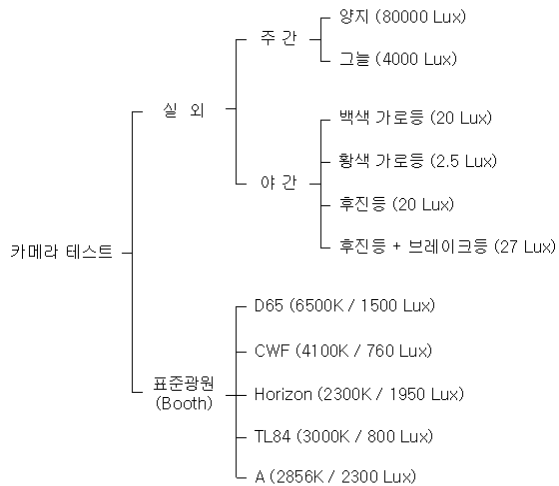 카메라 테스트
실 외
주 간
양지 (80000 Lux)
그늘 (4000 Lux)
야 간
백색 가로등 (20 Lux)
황색 가로등 (2.5 Lux)
후진등 (20 Lux)
후진등 + 브레이크등 (27 Lux)
표준광원
(Booth)
D65 (6500K / 1500 Lux)
CWF (4100K / 760 Lux)
Horizon (2300K / 1950 Lux)
TL84 (3000K / 800 Lux)
A (2856K / 2300 Lux)